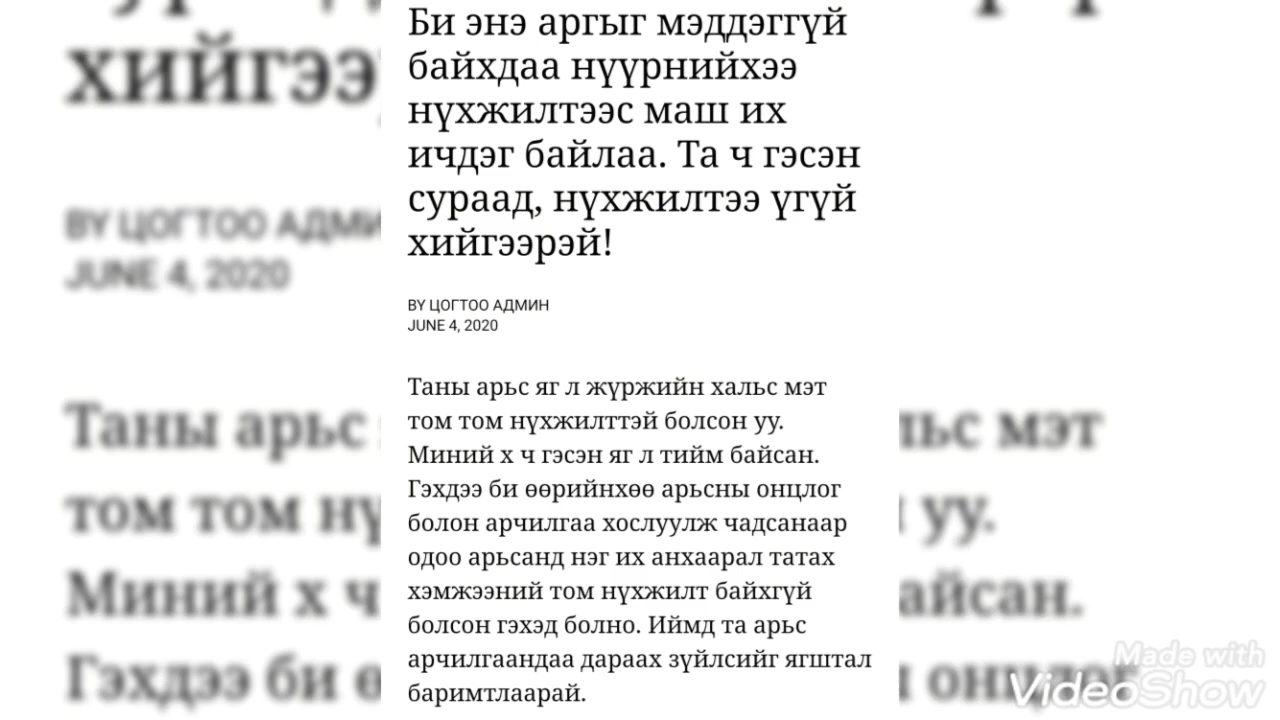 Би энэ аргыг мэддэггүй
байхдаа нүүрнийхээ
нүхжилтээс маш их
ичдэг байлаа. Та ч гэсэн
сураад, нүхжилтээ үгүй
хийгээрэй!
BY ЦОГТОО АДМИН
JUNE 4, 2020
Таны арьс яг л жүржийн хальс мэт
том том нүхжилттэй болсон уу.
Миний х ч гэсэн яг л тийм байсан.
Гэхдээ би өөрийнхөө арьсны онцлог
болон арчилгаа хослуулж чадсанаар
одоо арьсанд нэг их анхаарал татах
хэмжээний том нүхжилт байхгүй
болсон гэхэд болно. Иймд та арьс
арчилгаандаа дараах зүйлсийг ягштал
баримтлаарай.
Made with
VideoShow